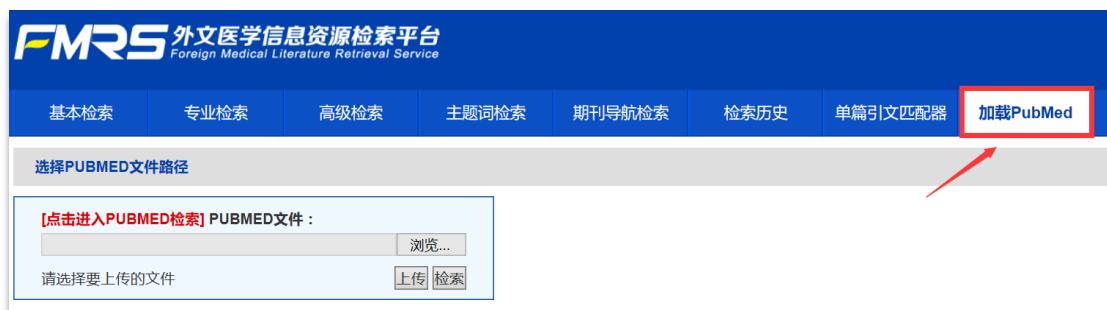 FMRS 外文医学信息资源检索平台
Foreign Medical Literature Retrieval Service
基本检索 专业检索 高级检索 主题词检索 期刊导航检索 检索历史 单篇引文匹配器 加载PubMed
选择PUBMED文件路径
[点击进入PUBMED检索] PUBMED文件：
浏览...
请选择要上传的文件 上传 检索